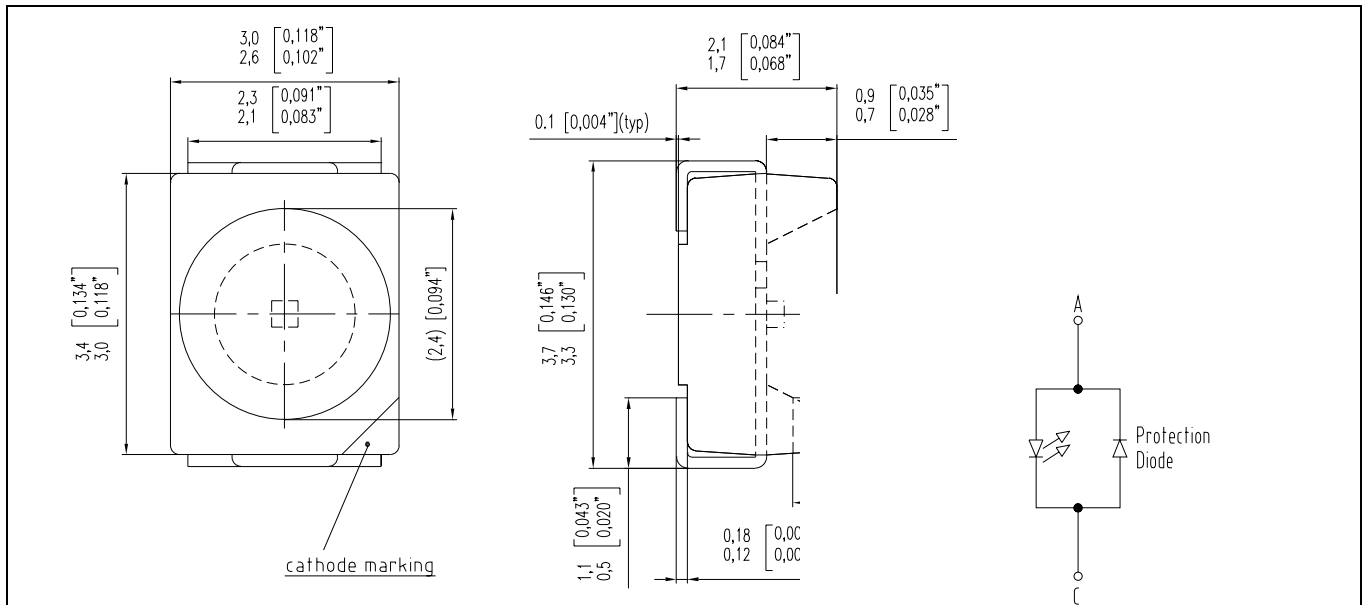 3,0 [0,118"]
2,6 [0,102"]
2,3 [0,091"]
2,1 [0,083"]
3,4 [0,134"]
3,0 [0,118"]
(2,4) [0,094"]
cathode marking
2,1 [0,084"]
1,7 [0,068"]
0.1 [0,004"](typ)
0,9 [0,035"]
0,7 [0,028"]
3,7 [0,146"]
3,3 [0,130"]
1,1 [0,043"]
0,5 [0,020"]
0,18
0,12
A
Protection
Diode
C